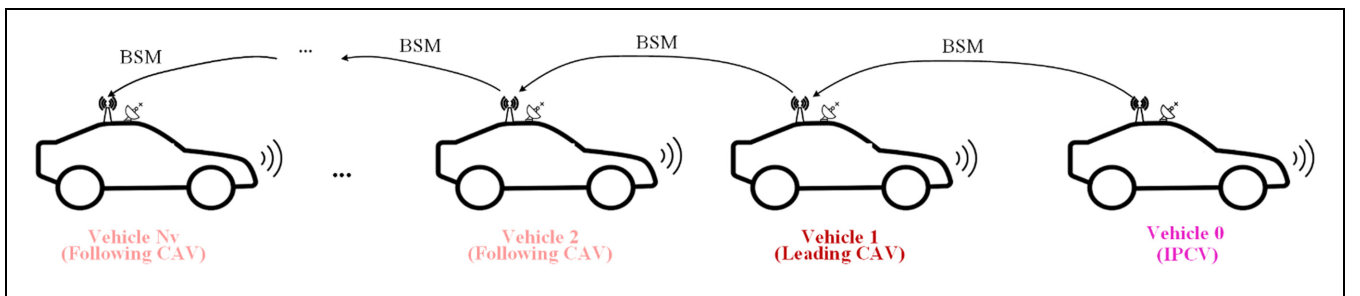 BSM
...
BSM
BSM
BSM
...
Vehicle Nv
(Following CAV)
Vehicle 2
(Following CAV)
Vehicle 1
(Leading CAV)
Vehicle 0
(IPCV)